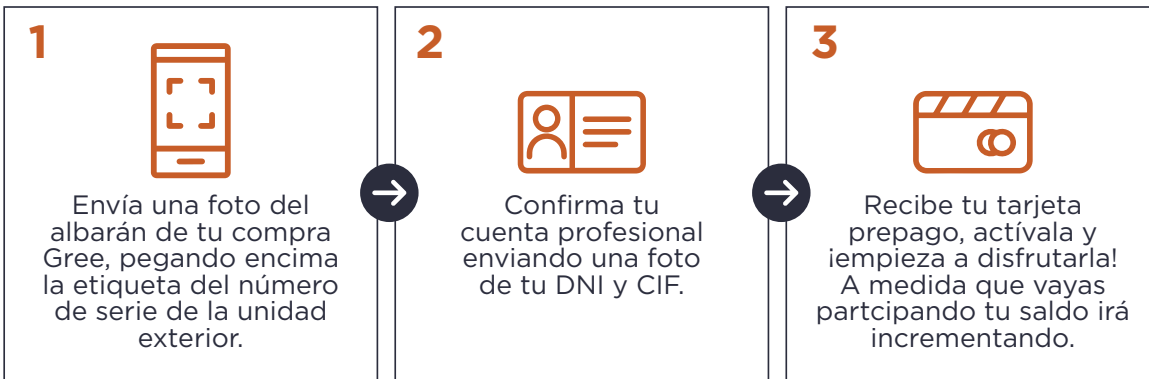 1
Envía una foto del
albarán de tu compra
Gree, pegando encima
la etiqueta del número
de serie de la unidad
exterior.
2
Confirma tu
cuenta profesional
enviando una foto
de tu DNI y CIF.
3
Recibe tu tarjeta
prepago, actívala y
¡empieza a disfrutarla!
A medida que vayas
partcipando tu saldo irá
incrementando.